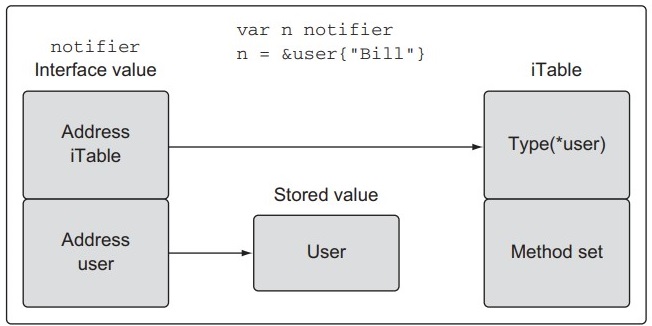 var n notifier
n = &user{"Bill"}
notifier
Interface value
iTable
Address
iTable
Type(*user)
Stored value
Address
user
User
Method set